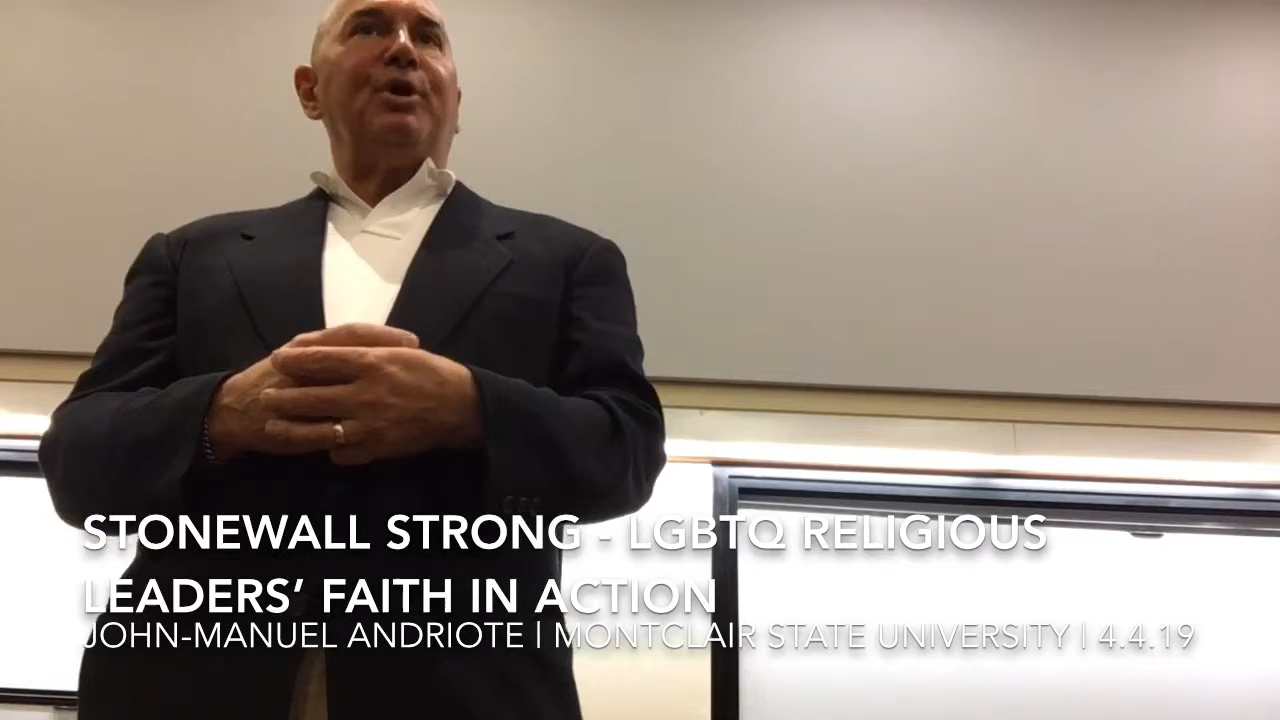 STONEWALL STRONG - LGBTQ RELIGIOUS
LEADERS’ FAITH IN ACTION
JOHN-MANUEL ANDRIOTE | MONTCLAIR STATE UNIVERSITY | 4.4.19